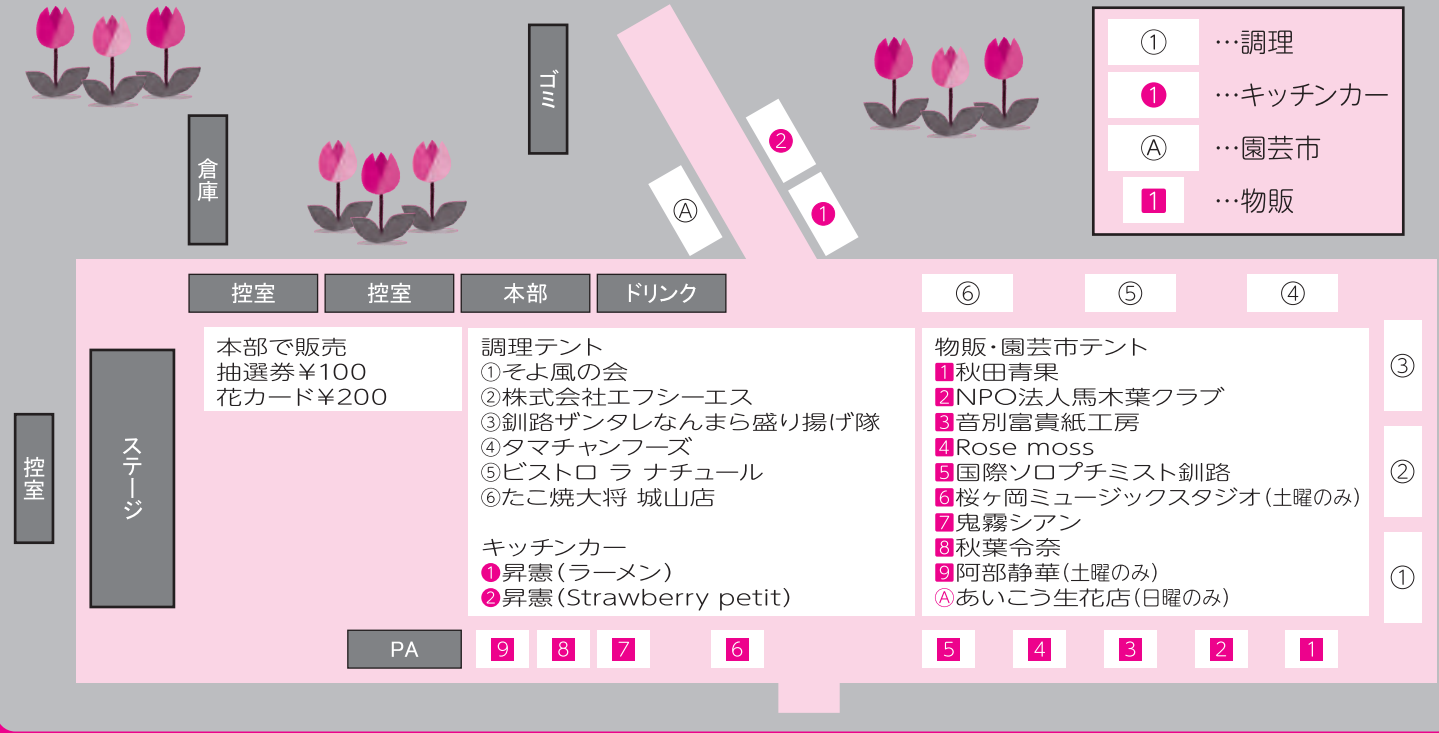 ①…調理
❶…キッチンカー
Ⓐ…園芸市
1…物販
ゴミ
倉庫
❷
❶
Ⓐ
控室
控室
本部
ドリンク
⑥
⑤
④
③
②
①
控室
ステージ
本部で販売
抽選券¥100
花カード¥200
調理テント
①そよ風の会
②株式会社エフシーエス
③釧路ザンタレなんまら盛り揚げ隊
④タマチャンフーズ
⑤ビストロ ラ ナチュール
⑥たこ焼大将 城山店
キッチンカー
❶昇憲(ラーメン)
❷昇憲(Strawberry petit)
物販・園芸市テント
1秋田青果
2NPO法人馬木葉クラブ
3音別富貴紙工房
4Rose moss
5国際ソロプチミスト釧路
6桜ヶ岡ミュージックスタジオ(土曜のみ)
7鬼霧シアン
8秋葉令奈
9阿部静華(土曜のみ)
Ⓐあいこう生花店(日曜のみ)
PA
9
8
7
6
5
4
3
2
1